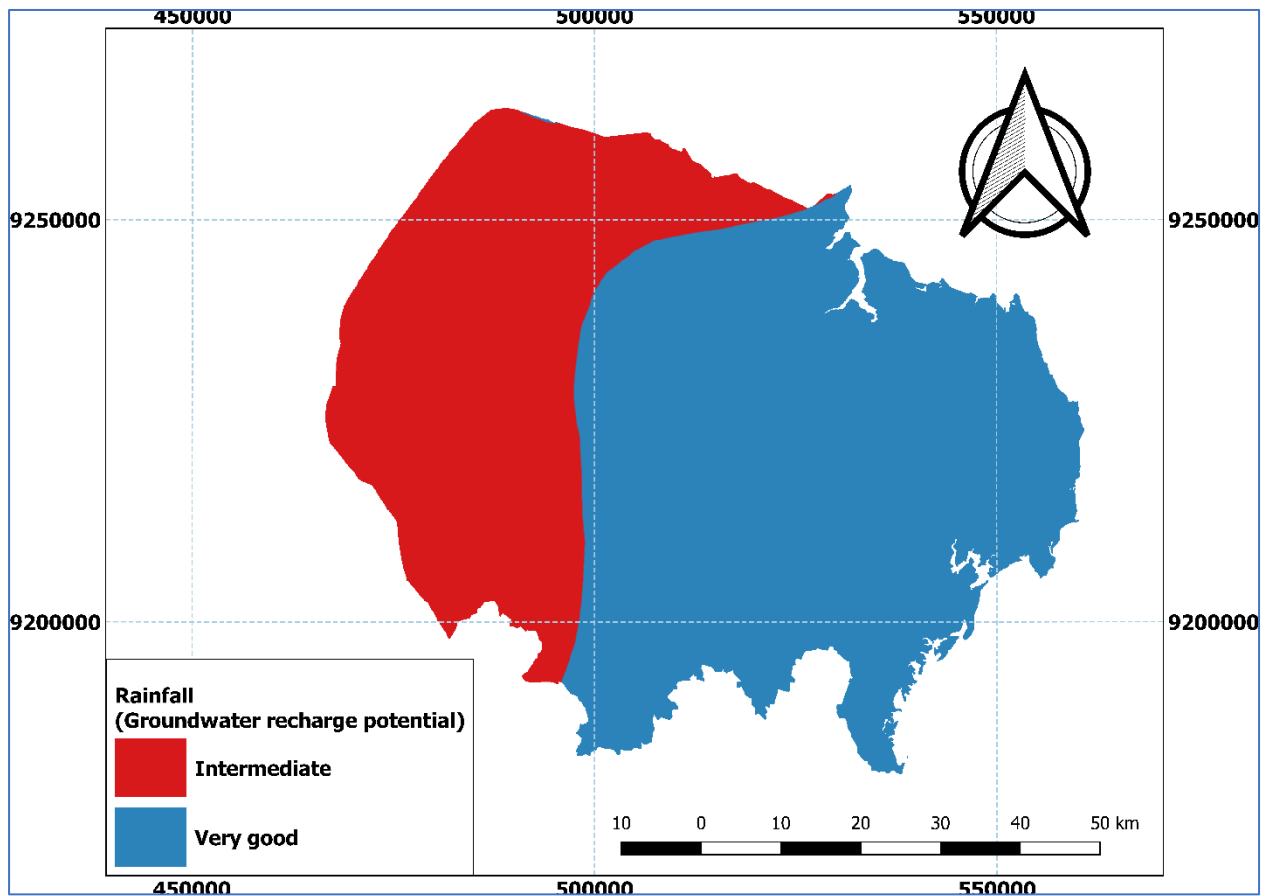 450000 500000 550000
9250000 9250000
9200000 9200000
Rainfall
(Groundwater recharge potential)
Intermediate
Very good
10 0 10 20 30 40 50 km
450000 500000 550000